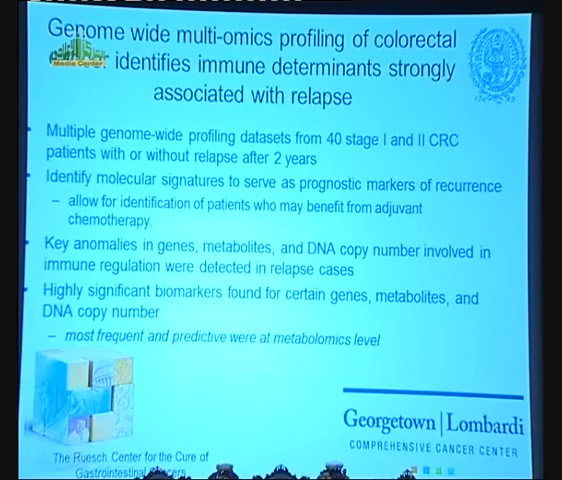 Genome wide multi-omics profiling of colorectal
: identifies immune determinants strongly
associated with relapse
Media Center
• Multiple genome-wide profiling datasets from 40 stage I and II CRC
patients with or without relapse after 2 years
• Identify molecular signatures to serve as prognostic markers of recurrence
– allow for identification of patients who may benefit from adjuvant
chemotherapy.
• Key anomalies in genes, metabolites, and DNA copy number involved in
immune regulation were detected in relapse cases
• Highly significant biomarkers found for certain genes, metabolites, and
DNA copy number
– most frequent and predictive were at metabolomics level
Georgetown | Lombardi
COMPREHENSIVE CANCER CENTER
The Ruesch Center for the Cure of
Gastrointestinal